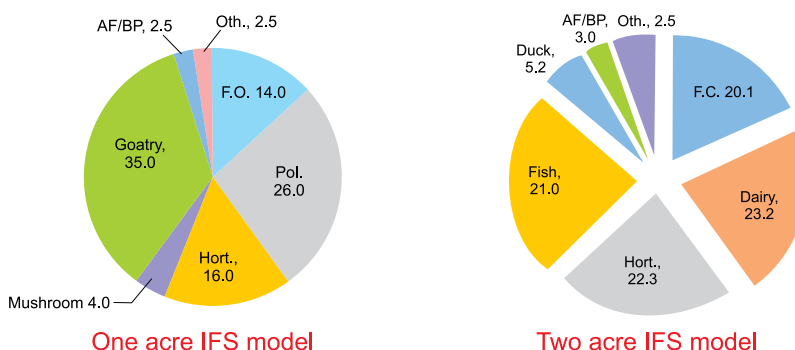 AF/BP, 2.5
Oth., 2.5
F.O. 14.0
Goatry,
35.0
Pol.
26.0
Hort.,
16.0
Mushroom 4.0
One acre IFS model
AF/BP,
3.0
Oth., 2.5
Duck,
5.2
F.C. 20.1
Fish,
21.0
Dairy,
23.2
Hort.,
22.3
Two acre IFS model